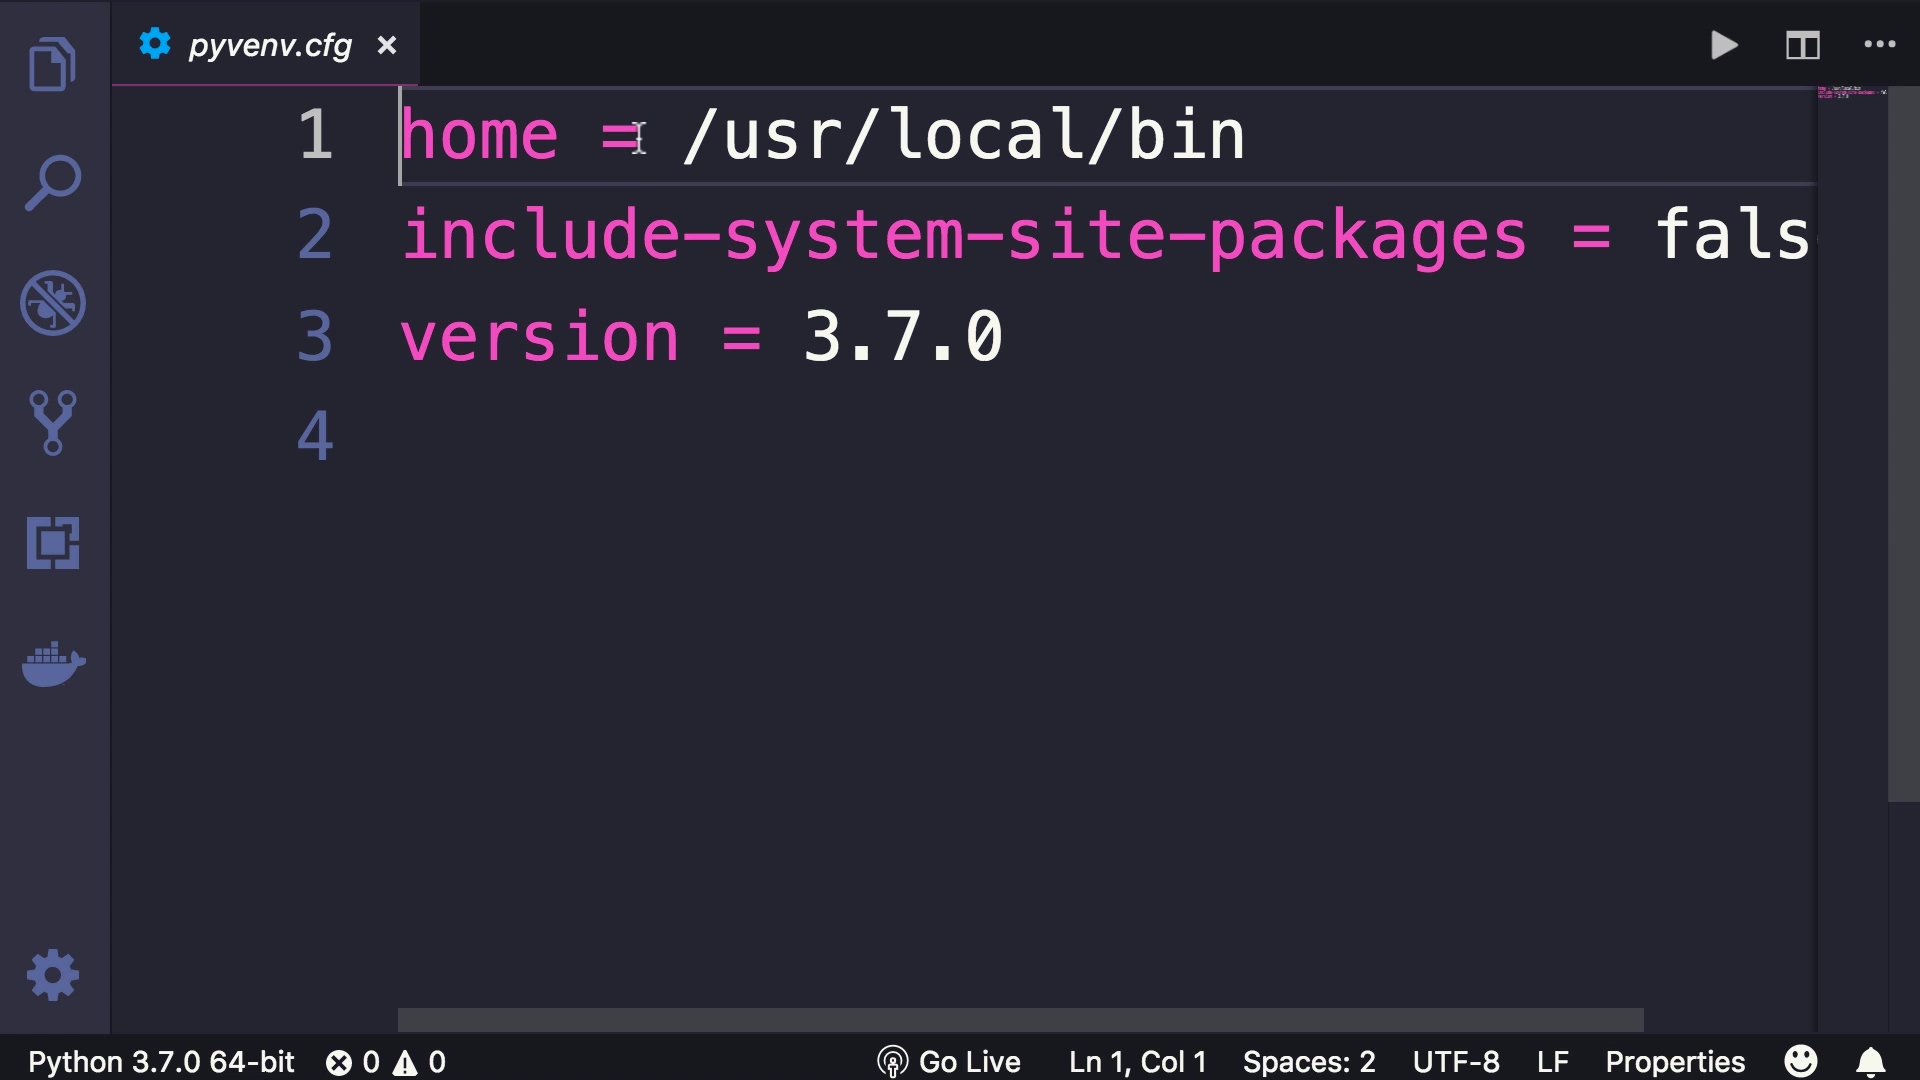 pyvenv.cfg
1 home = /usr/local/bin
2 include-system-site-packages = fals
3 version = 3.7.0
4
Python 3.7.0 64-bit 0 0 Go Live Ln 1, Col 1 Spaces: 2 UTF-8 LF Properties